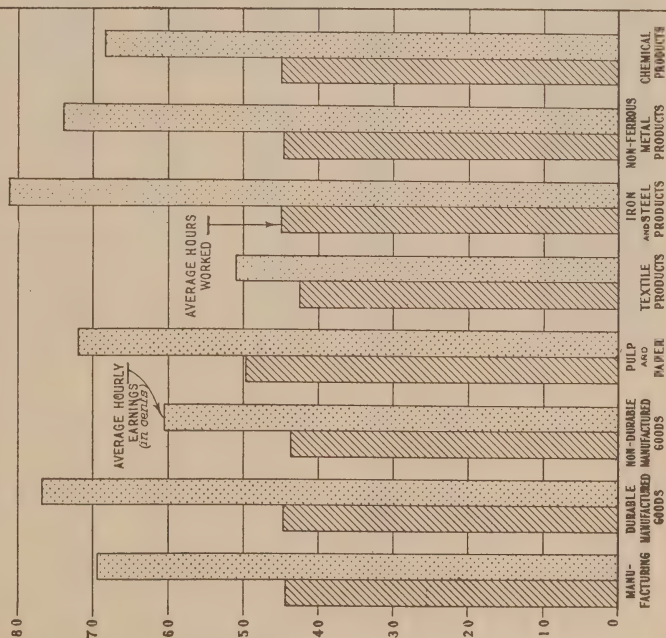 80
70
60
50
40
30
20
10
0
AVERAGE HOURLY
EARNINGS
(in cents)
AVERAGE HOURS
WORKED
MANU-
FACTURING
DURABLE
MANUFACTURED
GOODS
NON-DURABLE
MANUFACTURED
GOODS
PULP
AND
PAPER
TEXTILE
PRODUCTS
IRON
AND STEEL
PRODUCTS
NON-FERROUS
METAL
PRODUCTS
CHEMICAL
PRODUCTS